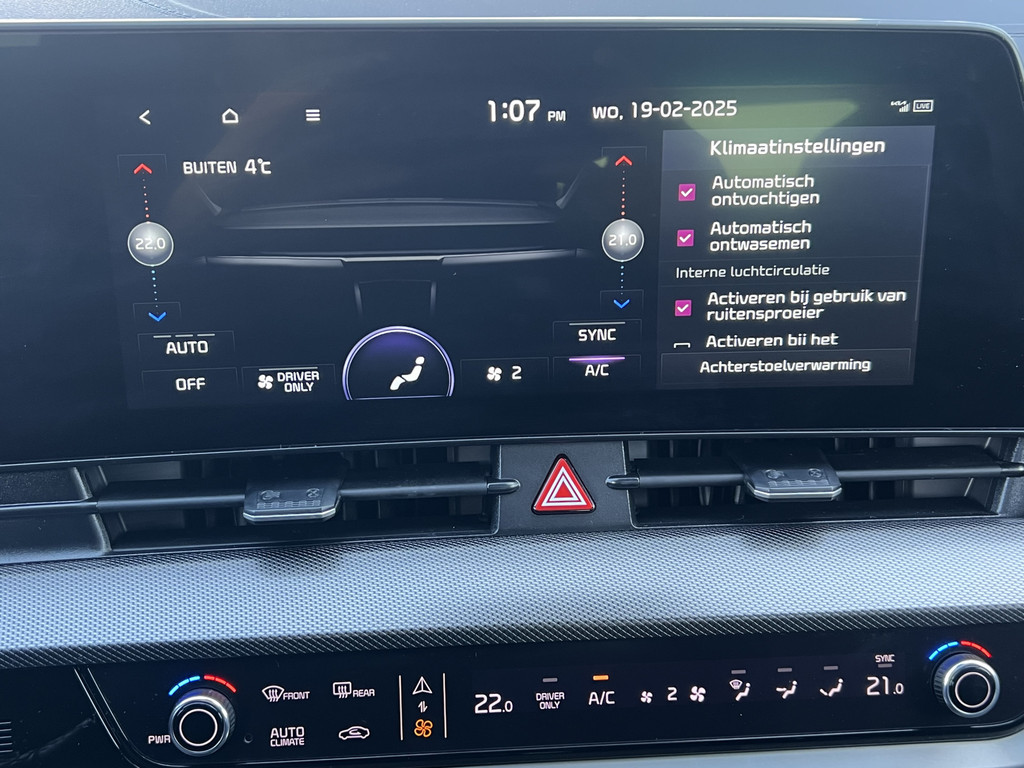 1:07 PM
WO, 19-02-2025
LIVE
BUITEN 4°C
22.0
21.0
AUTO
OFF
DRIVER
ONLY
2
SYNC
A/C
Klimaatinstellingen
Automatisch
ontvochtigen
Automatisch
ontwasemen
Interne luchtcirculatie
Activeren bij gebruik van
ruitensproeier
Activeren bij het
Achterstoelverwarming
PWR
FRONT
REAR
AUTO
CLIMATE
22.0
DRIVER
ONLY
A/C
2
SYNC
21.0